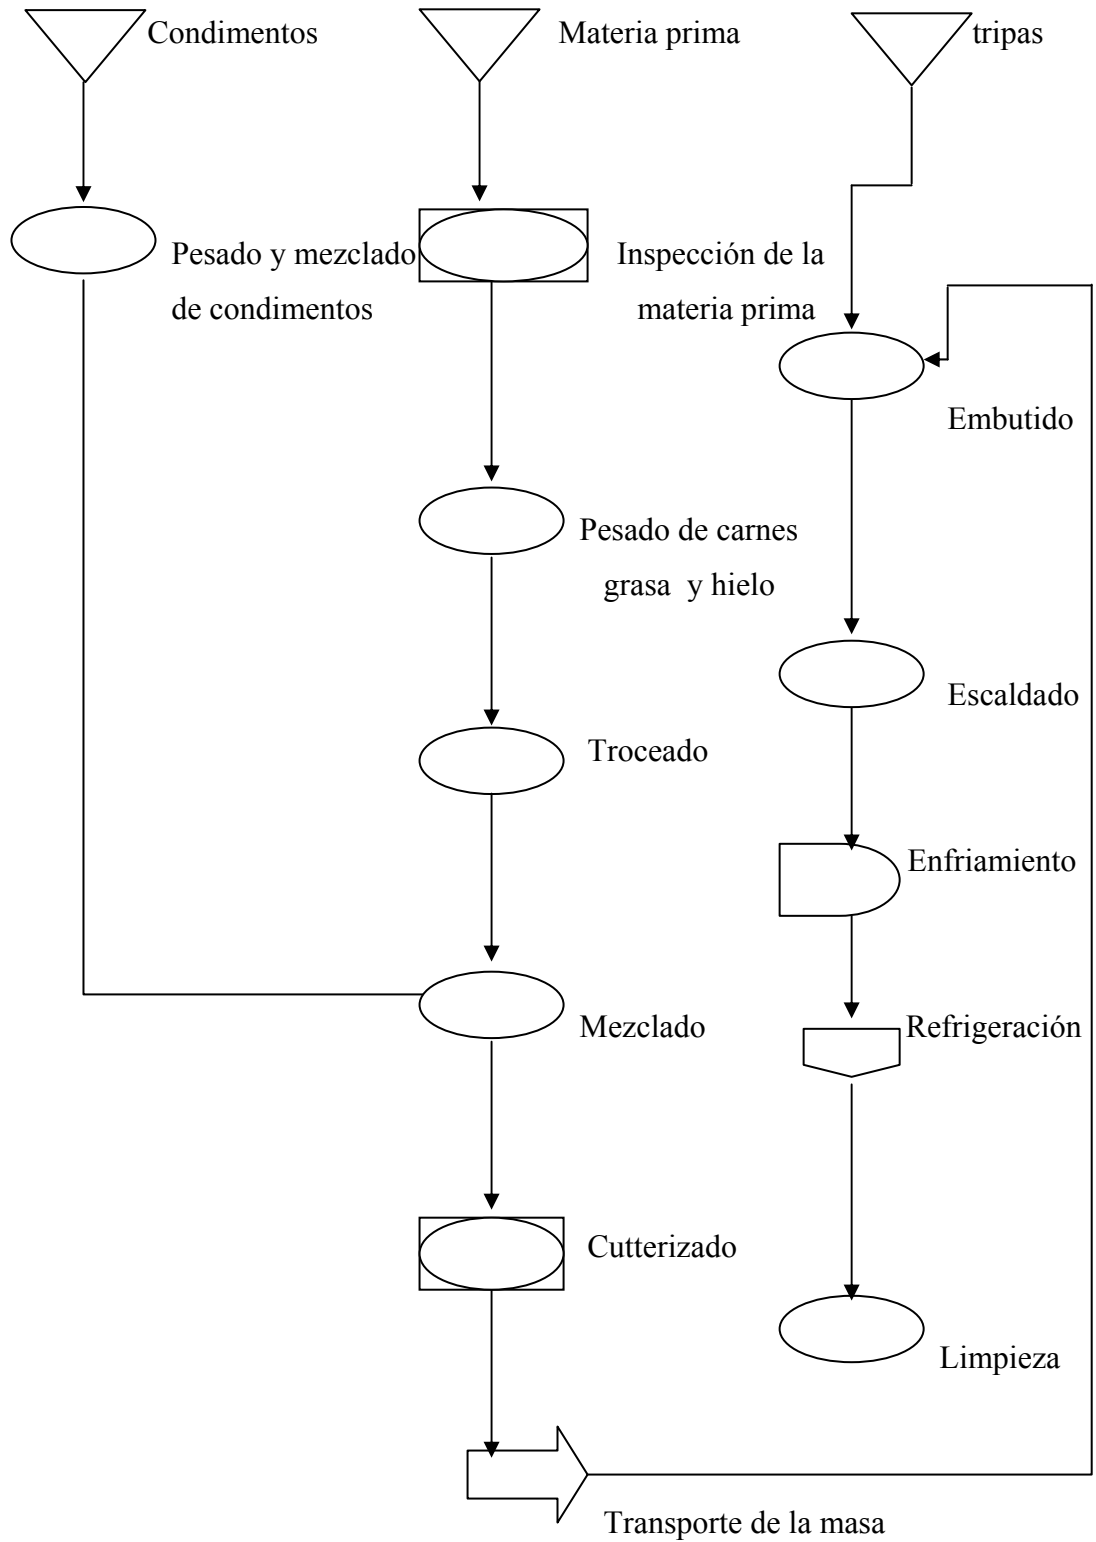 Condimentos
Materia prima
tripas
Pesado y mezclado
de condimentos
Inspección de la
materia prima
Embutido
Pesado de carnes
grasa y hielo
Escaldado
Troceado
Enfriamiento
Mezclado
Refrigeración
Cutterizado
Limpieza
Transporte de la masa